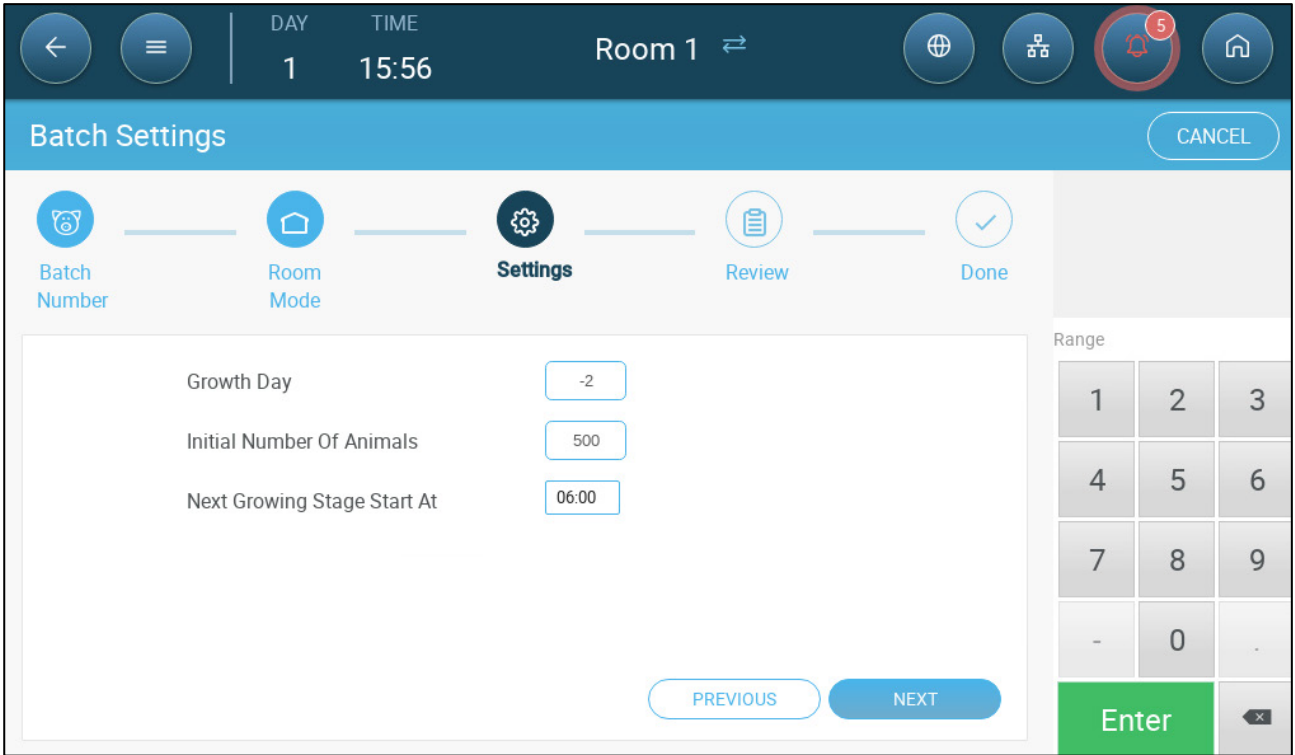 DAY TIME
1 15:56
Room 1
5
Batch Settings
CANCEL
Batch
Number
Room
Mode
Settings
Review
Done
Growth Day -2
Initial Number Of Animals 500
Next Growing Stage Start At 06:00
PREVIOUS NEXT
Range
1 2 3
4 5 6
7 8 9
- 0 .
Enter